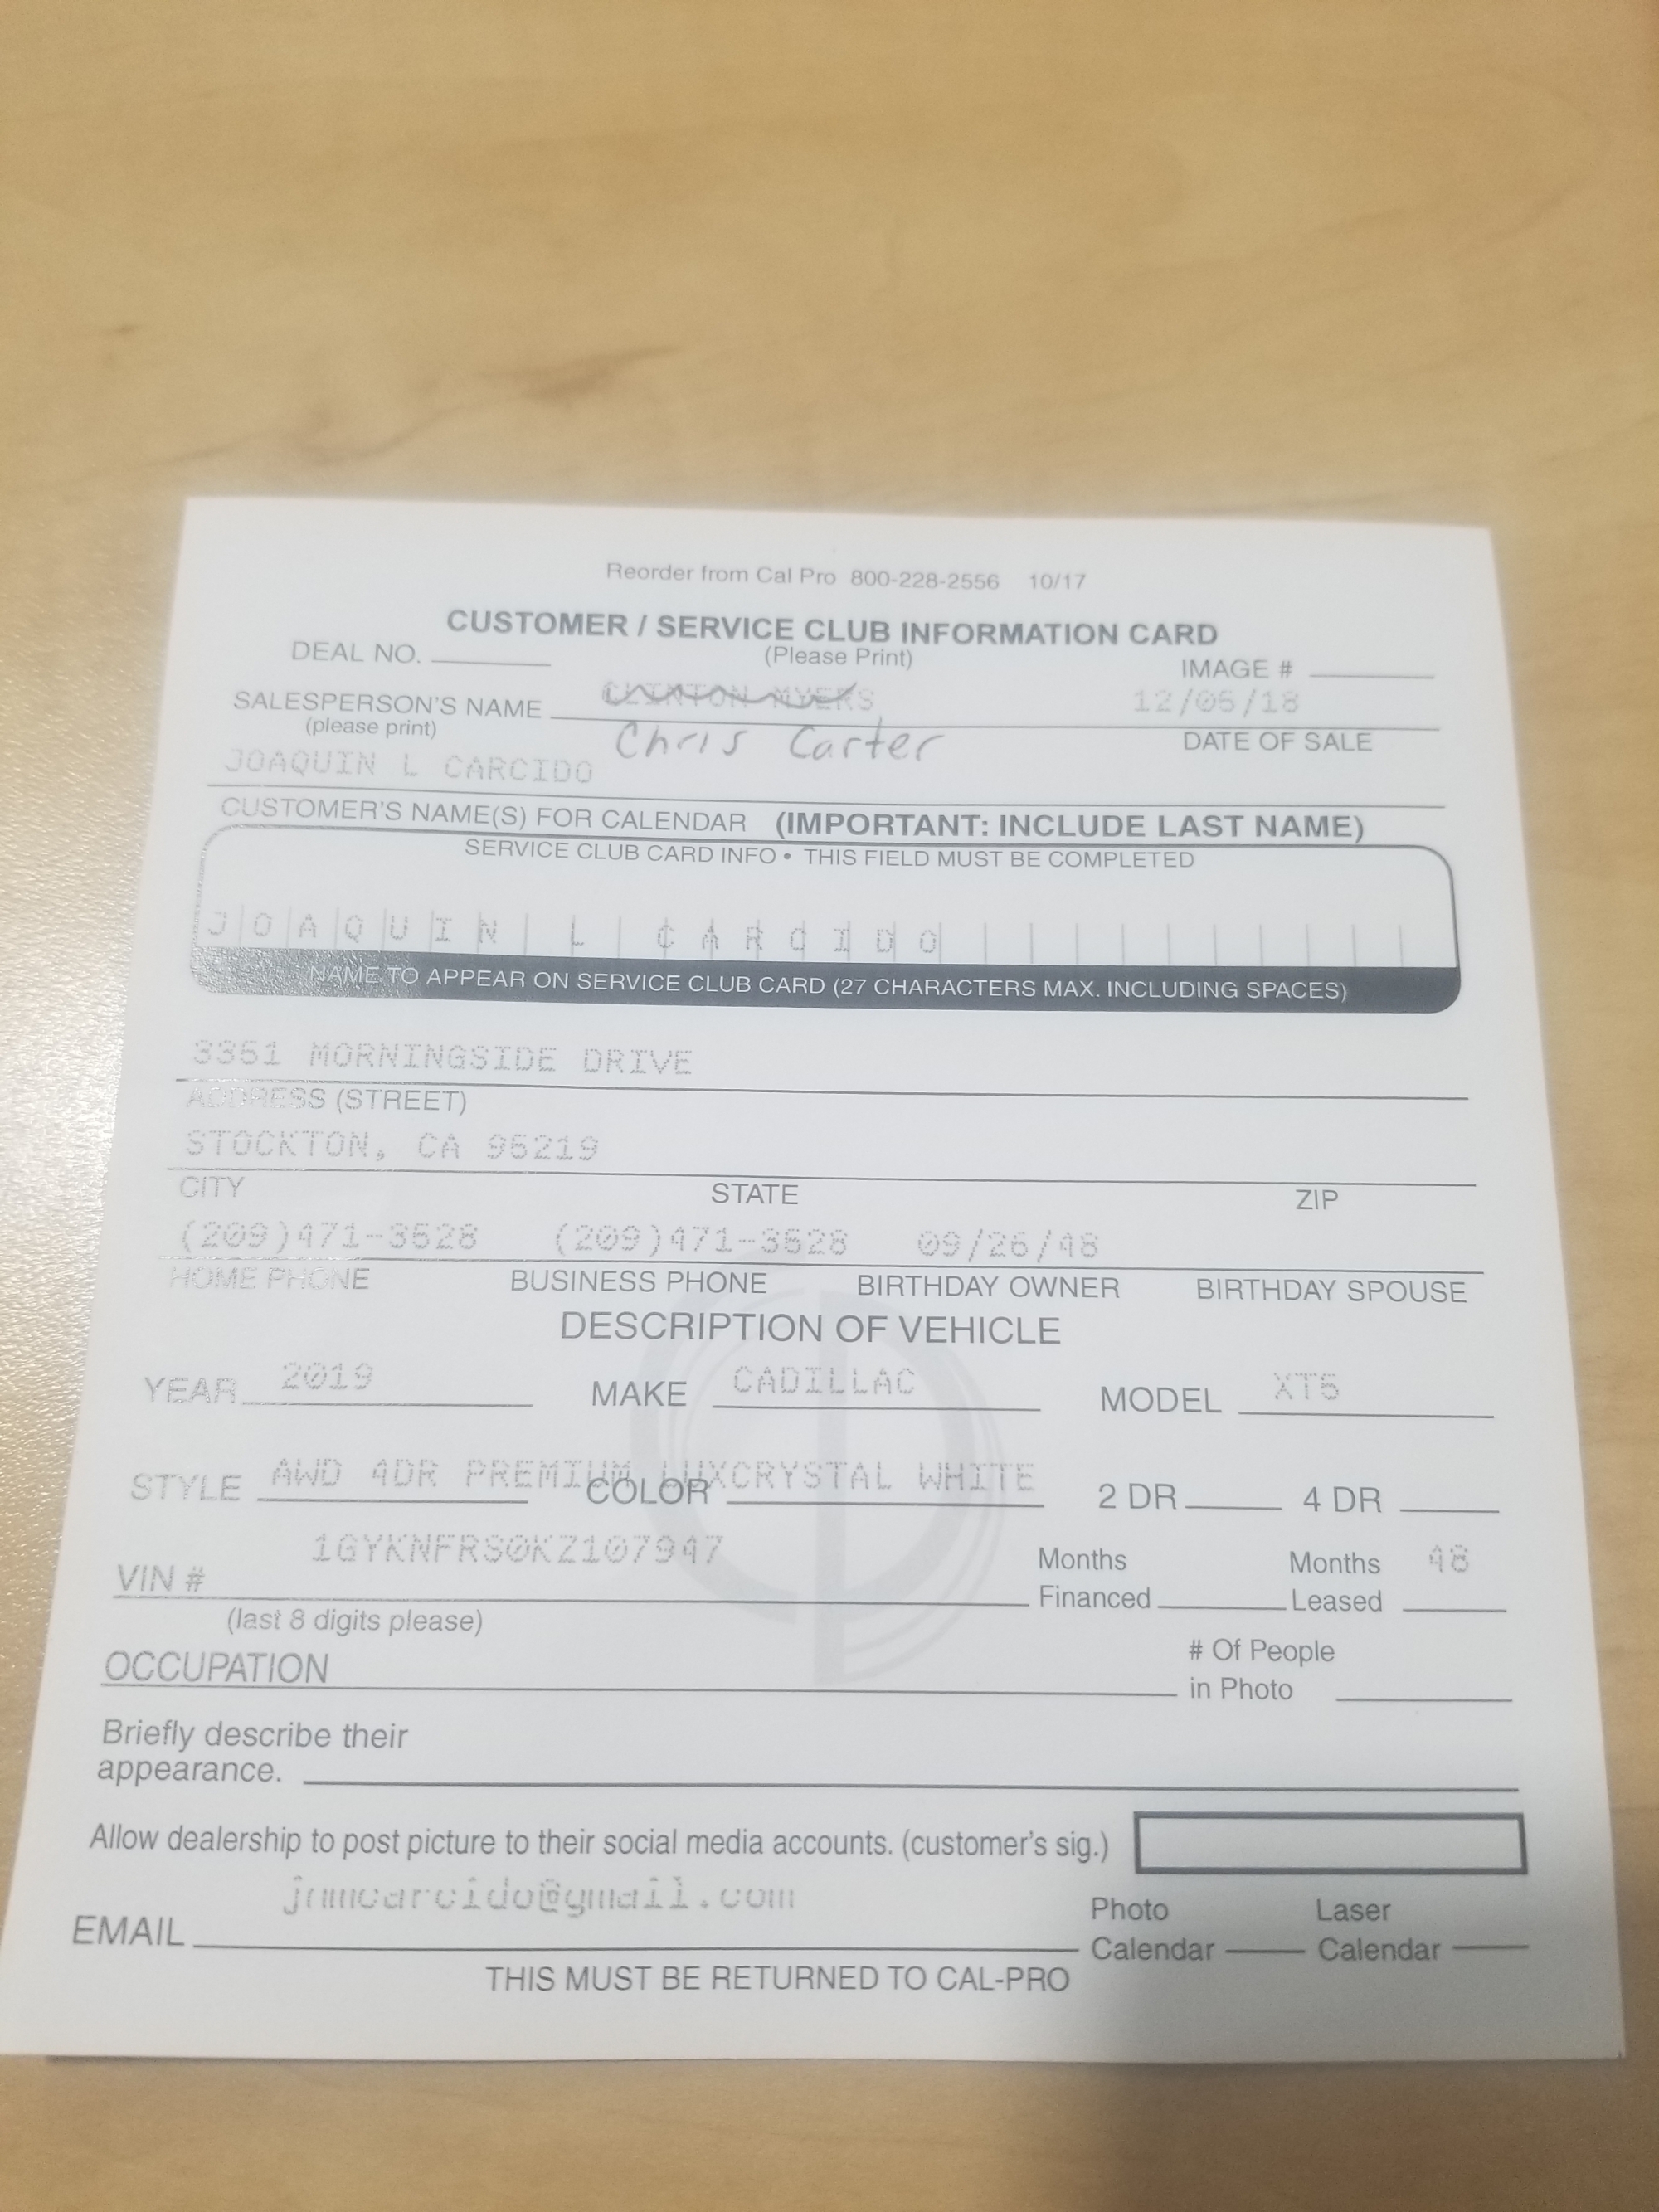 Reorder from Cal Pro 800-228-2556 10/17
CUSTOMER / SERVICE CLUB INFORMATION CARD
DEAL NO. (Please Print) IMAGE #
SALESPERSON'S NAME CLINTON MYERS 12/05/18
(please print) Chris Carter DATE OF SALE
JOAQUIN L CARCIDO
CUSTOMER'S NAME(S) FOR CALENDAR (IMPORTANT: INCLUDE LAST NAME)
SERVICE CLUB CARD INFO • THIS FIELD MUST BE COMPLETED
JOAQUIN L CARCIDO
NAME TO APPEAR ON SERVICE CLUB CARD (27 CHARACTERS MAX. INCLUDING SPACES)
3351 MORNINGSIDE DRIVE
ADDRESS (STREET)
STOCKTON, CA 95219
CITY STATE ZIP
(209)471-3528 (209)471-3528 09/26/48
HOME PHONE BUSINESS PHONE BIRTHDAY OWNER BIRTHDAY SPOUSE
DESCRIPTION OF VEHICLE
YEAR 2019 MAKE CADILLAC MODEL XT5
STYLE AWD 4DR PREMIUM LUXCRYSTAL WHITE COLOR 2 DR 4 DR
1GYKNFRS0KZ107947 Months Months 48
VIN # Financed Leased
(last 8 digits please)
OCCUPATION # Of People
in Photo
Briefly describe their
appearance.
Allow dealership to post picture to their social media accounts. (customer's sig.)
Photo Laser
EMAIL Calendar Calendar
THIS MUST BE RETURNED TO CAL-PRO